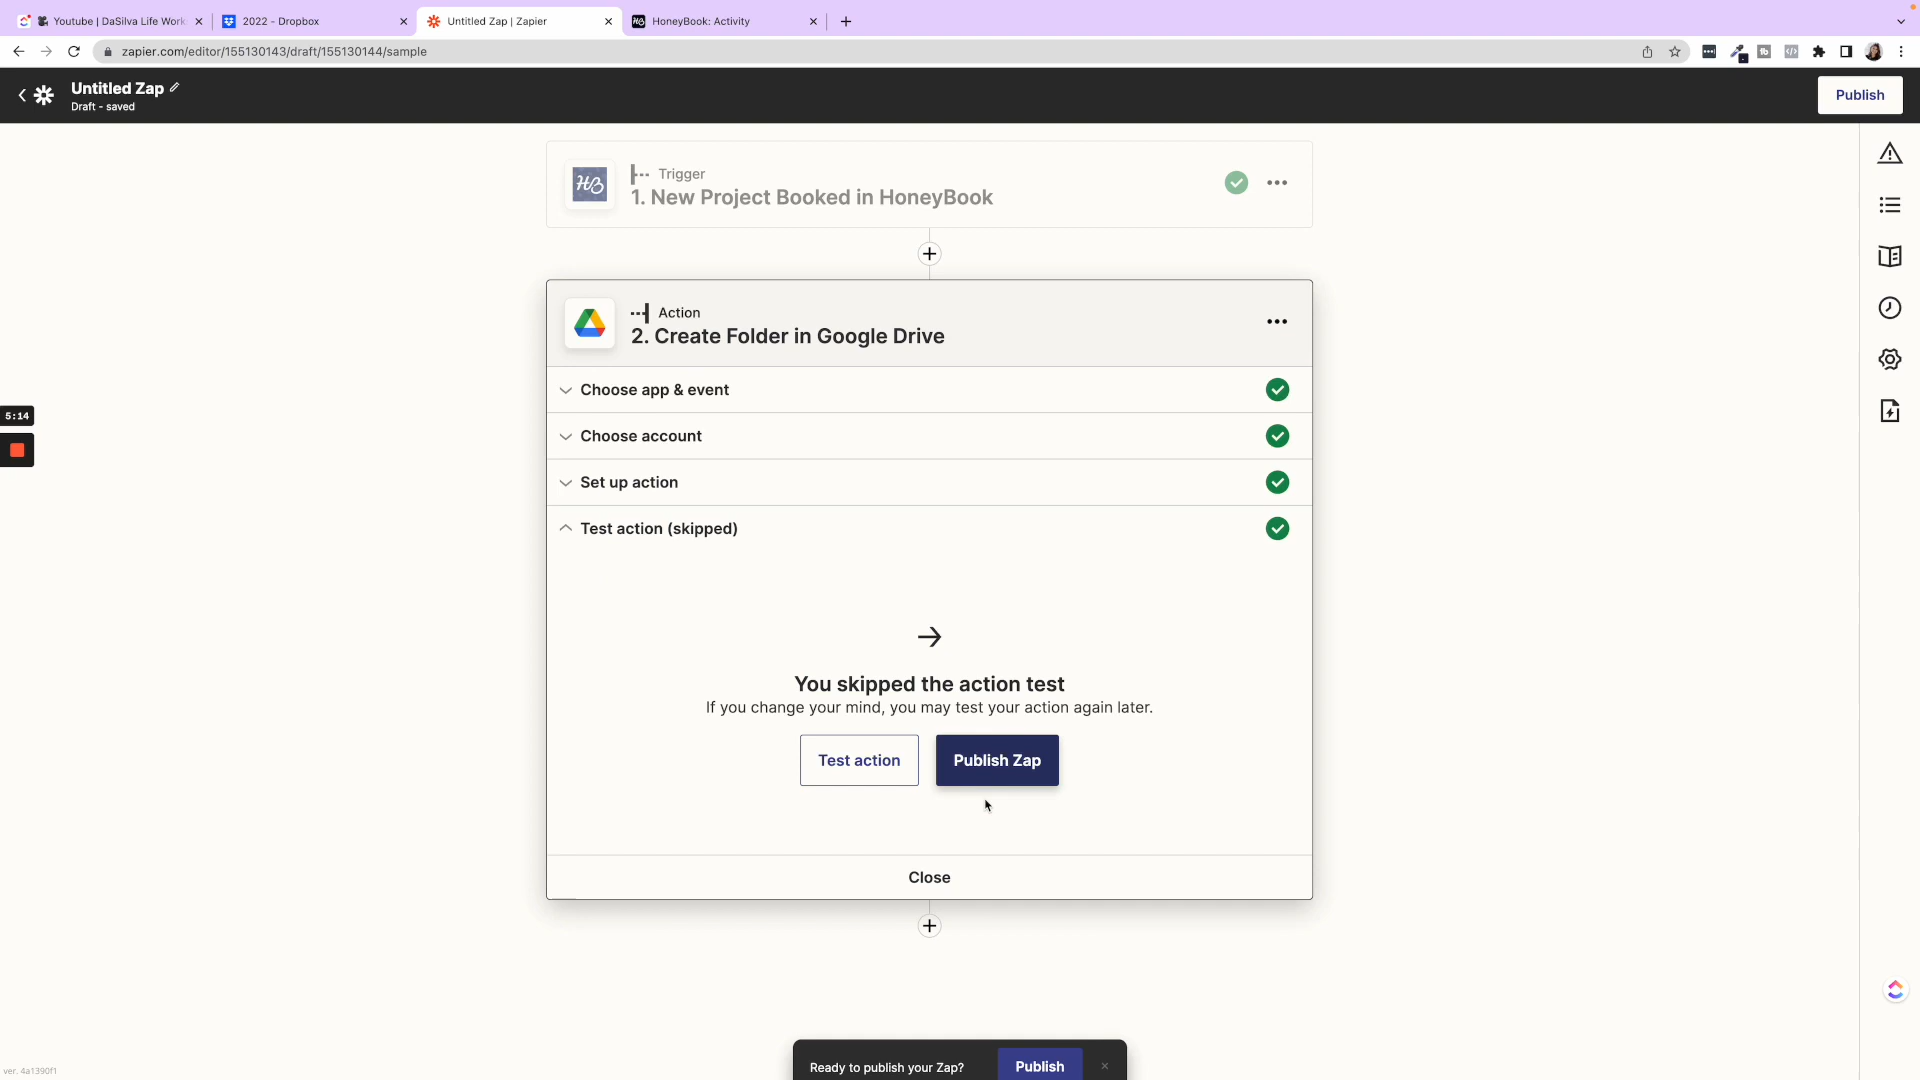 Youtube | DaSilva Life Work
2022 - Dropbox
Untitled Zap | Zapier
HoneyBook: Activity
zapier.com/editor/155130143/draft/155130144/sample
Untitled Zap
Draft - saved
Publish
Trigger
1. New Project Booked in HoneyBook
Action
2. Create Folder in Google Drive
Choose app & event
Choose account
5:14
Set up action
Test action (skipped)
You skipped the action test
If you change your mind, you may test your action again later.
Test action
Publish Zap
Close
Ready to publish your Zap?
Publish
ver. 4a1390f1